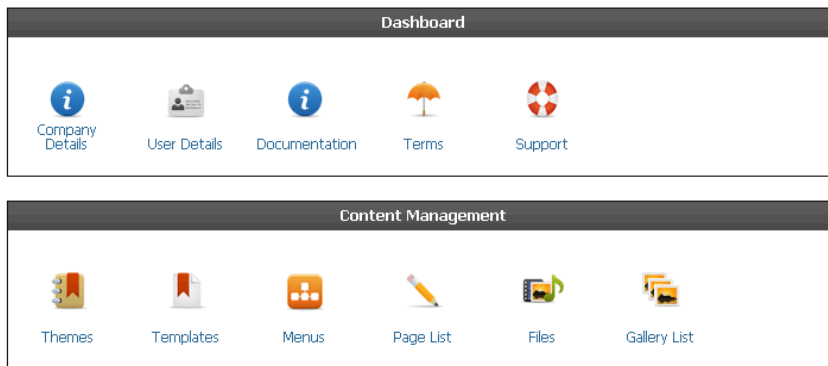 Dashboard
Company
Details
User Details
Documentation
Terms
Support
Content Management
Themes
Templates
Menus
Page List
Files
Gallery List